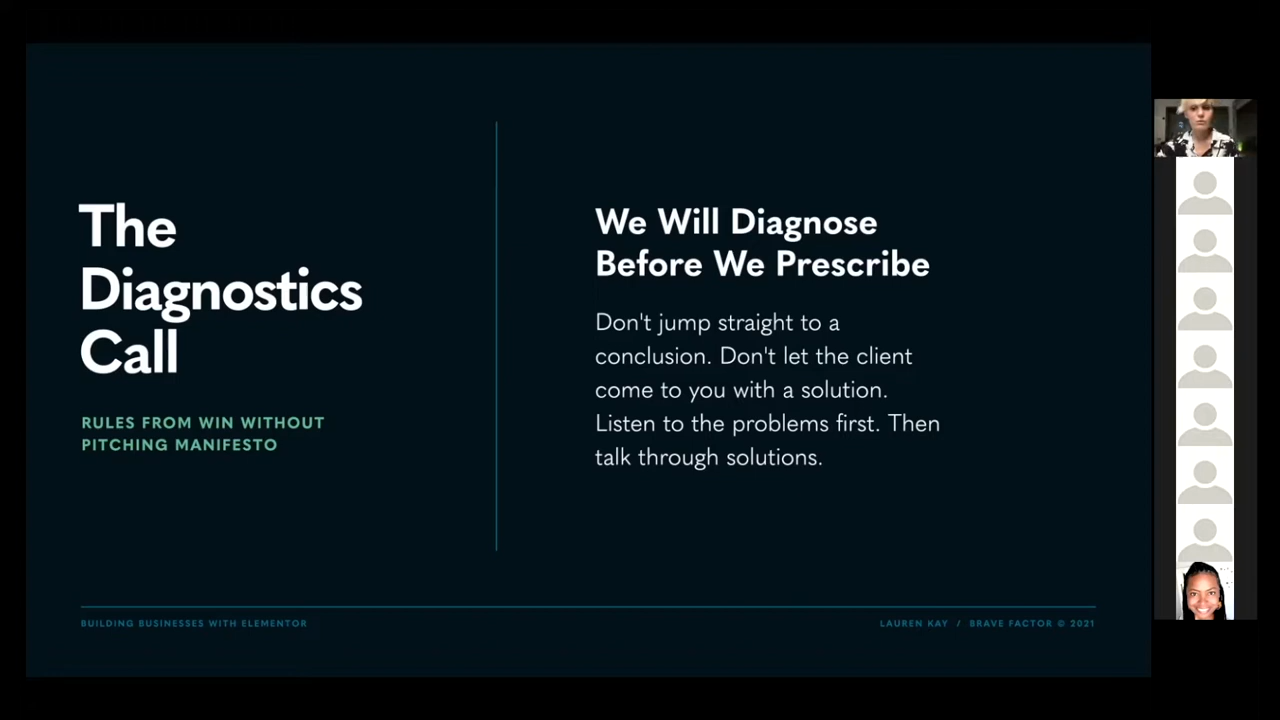 The
Diagnostics
Call
RULES FROM WIN WITHOUT
PITCHING MANIFESTO
We Will Diagnose
Before We Prescribe
Don't jump straight to a
conclusion. Don't let the client
come to you with a solution.
Listen to the problems first. Then
talk through solutions.
BUILDING BUSINESSES WITH ELEMENTOR
LAUREN KAY / BRAVE FACTOR © 2021